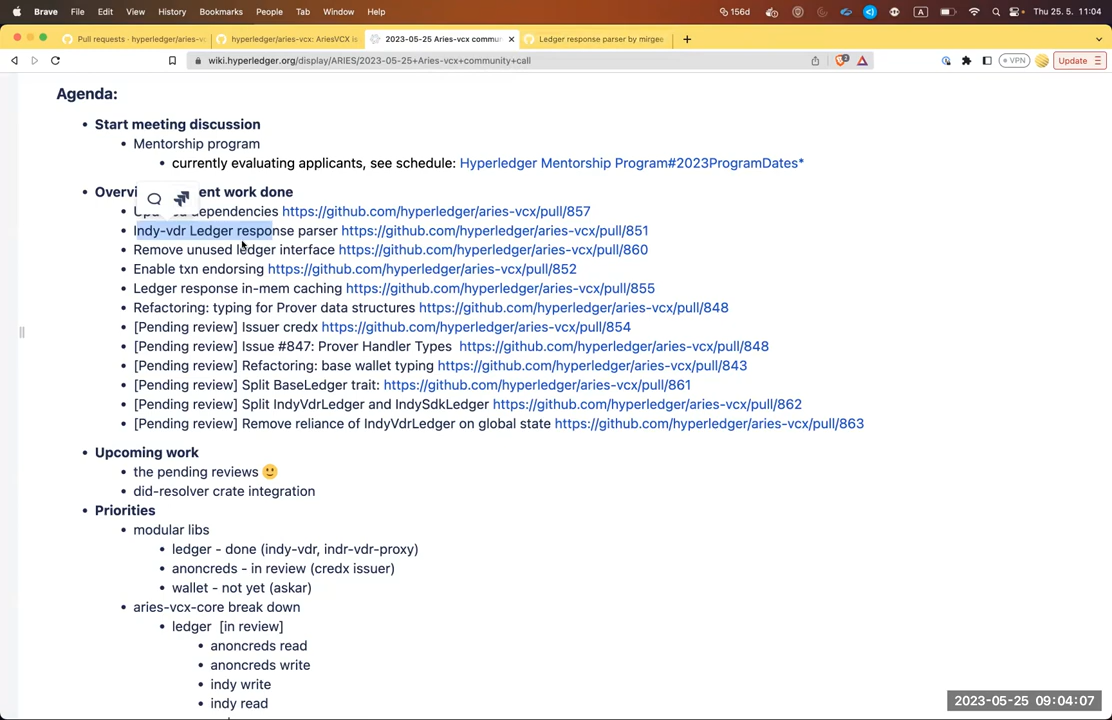 Brave File Edit View History Bookmarks People Tab Window Help 156d A Thu 25. 5. 11:04
Pull requests · hyperledger/aries-vc hyperledger/aries-vcx: AriesVCX is 2023-05-25 Aries-vcx commu Ledger response parser by mirgee
wiki.hyperledger.org/display/ARIES/2023-05-25+Aries-vcx+community+call 2 VPN Update
Agenda:
Start meeting discussion
Mentorship program
currently evaluating applicants, see schedule: Hyperledger Mentorship Program#2023ProgramDates*
Overvi ent work done
dependencies https://github.com/hyperledger/aries-vcx/pull/857
Indy-vdr Ledger response parser https://github.com/hyperledger/aries-vcx/pull/851
Remove unused ledger interface https://github.com/hyperledger/aries-vcx/pull/860
Enable txn endorsing https://github.com/hyperledger/aries-vcx/pull/852
Ledger response in-mem caching https://github.com/hyperledger/aries-vcx/pull/855
Refactoring: typing for Prover data structures https://github.com/hyperledger/aries-vcx/pull/848
[Pending review] Issuer credx https://github.com/hyperledger/aries-vcx/pull/854
[Pending review] Issue #847: Prover Handler Types https://github.com/hyperledger/aries-vcx/pull/848
[Pending review] Refactoring: base wallet typing https://github.com/hyperledger/aries-vcx/pull/843
[Pending review] Split BaseLedger trait: https://github.com/hyperledger/aries-vcx/pull/861
[Pending review] Split IndyVdrLedger and IndySdkLedger https://github.com/hyperledger/aries-vcx/pull/862
[Pending review] Remove reliance of IndyVdrLedger on global state https://github.com/hyperledger/aries-vcx/pull/863
Upcoming work
the pending reviews 🙂
did-resolver crate integration
Priorities
modular libs
ledger - done (indy-vdr, indr-vdr-proxy)
anoncreds - in review (credx issuer)
wallet - not yet (askar)
aries-vcx-core break down
ledger [in review]
anoncreds read
anoncreds write
indy write
indy read
2023-05-25 09:04:07